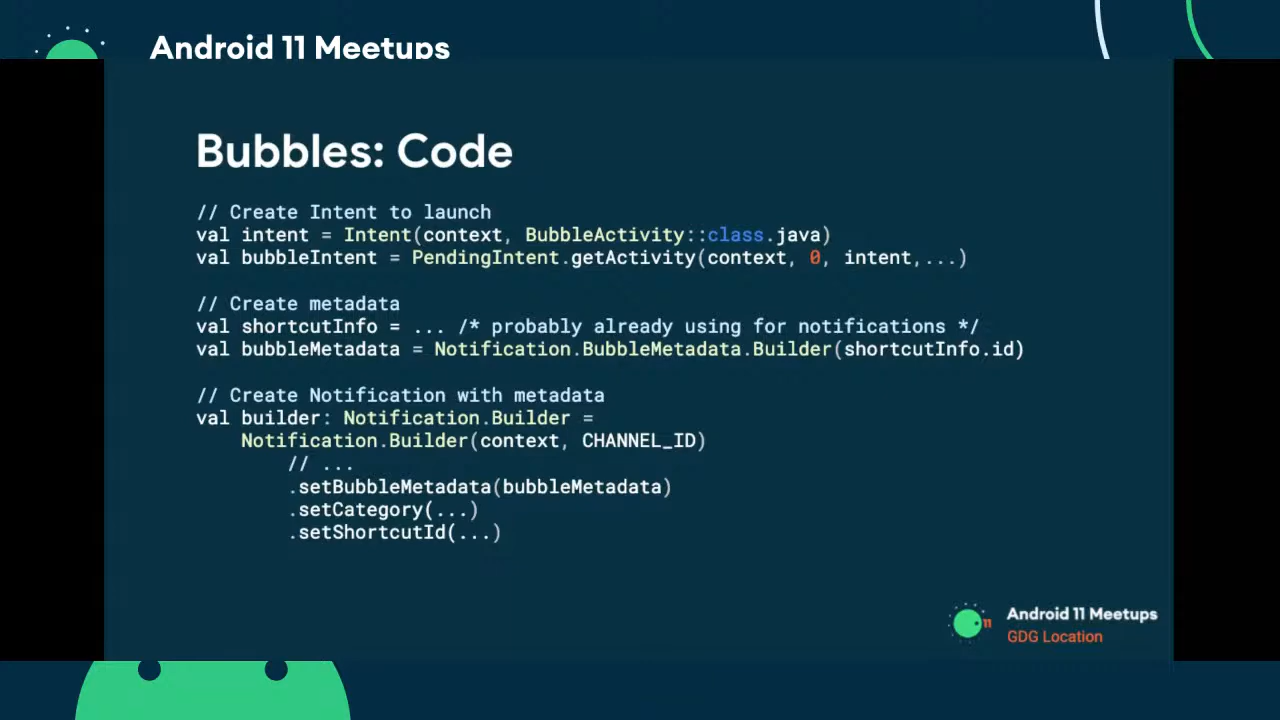 Android 11 Meetups
Bubbles: Code
// Create Intent to launch
val intent = Intent(context, BubbleActivity::class.java)
val bubbleIntent = PendingIntent.getActivity(context, 0, intent,...)
// Create metadata
val shortcutInfo = ... /* probably already using for notifications */
val bubbleMetadata = Notification.BubbleMetadata.Builder(shortcutInfo.id)
// Create Notification with metadata
val builder: Notification.Builder =
Notification.Builder(context, CHANNEL_ID)
// ...
.setBubbleMetadata(bubbleMetadata)
.setCategory(...)
.setShortcutId(...)
11
Android 11 Meetups
GDG Location